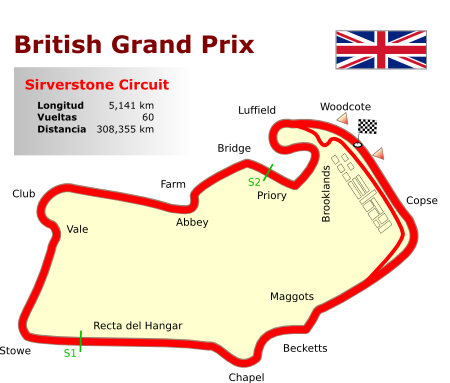 British Grand Prix
Sirverstone Circuit
Longitud 5,141 km
Vueltas 60
Distancia 308,355 km
Luffield
Woodcote
Bridge
S2
Priory
Brooklands
Farm
Club
Abbey
Copse
Vale
Maggots
Recta del Hangar
Stowe
S1
Becketts
Chapel